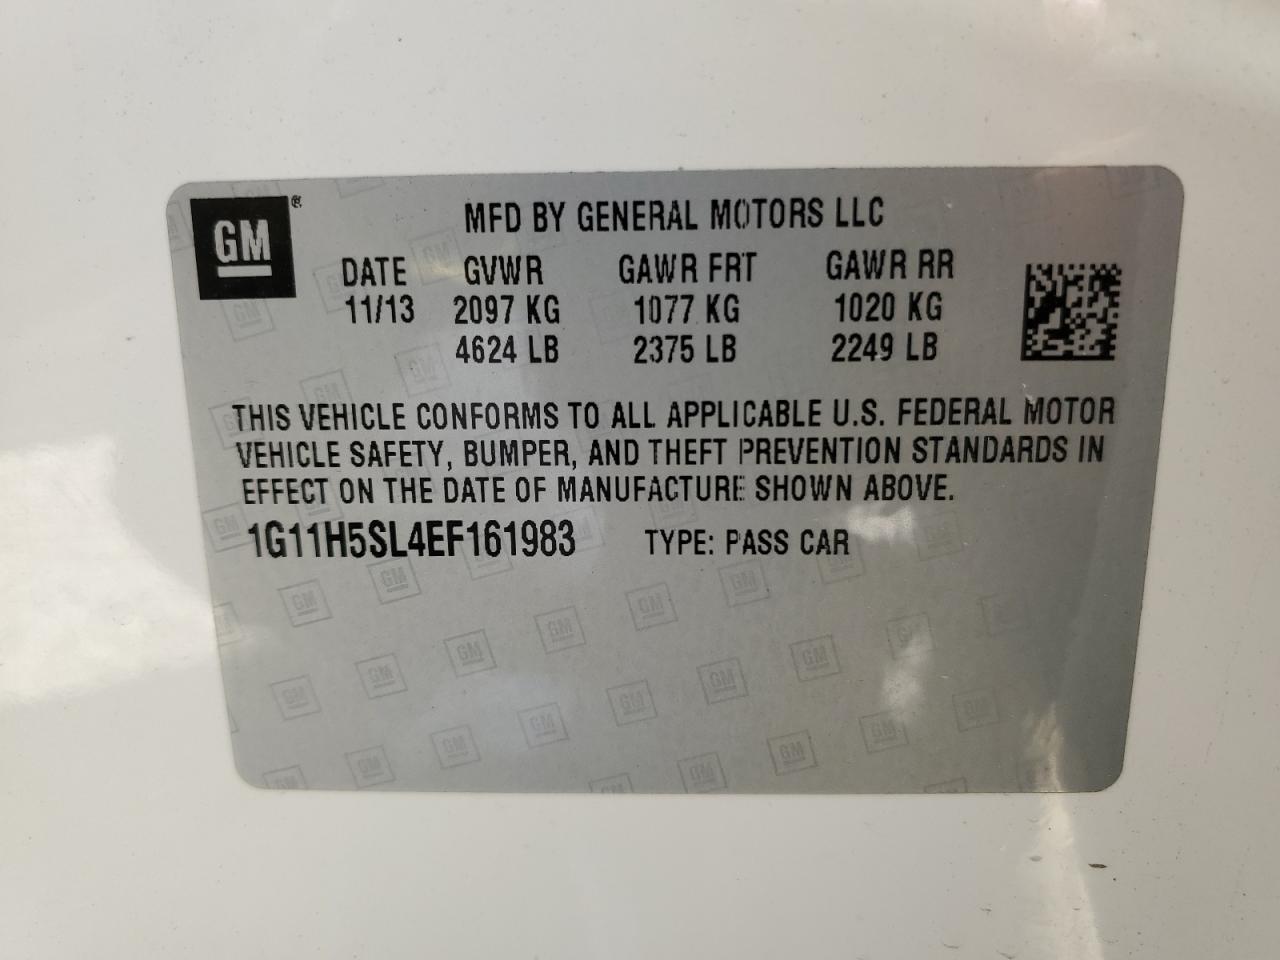 GM ®
MFD BY GENERAL MOTORS LLC
DATE GVWR GAWR FRT GAWR RR
11/13 2097 KG 1077 KG 1020 KG
4624 LB 2375 LB 2249 LB
THIS VEHICLE CONFORMS TO ALL APPLICABLE U.S. FEDERAL MOTOR
VEHICLE SAFETY, BUMPER, AND THEFT PREVENTION STANDARDS IN
EFFECT ON THE DATE OF MANUFACTURE SHOWN ABOVE.
1G11H5SL4EF161983 TYPE: PASS CAR